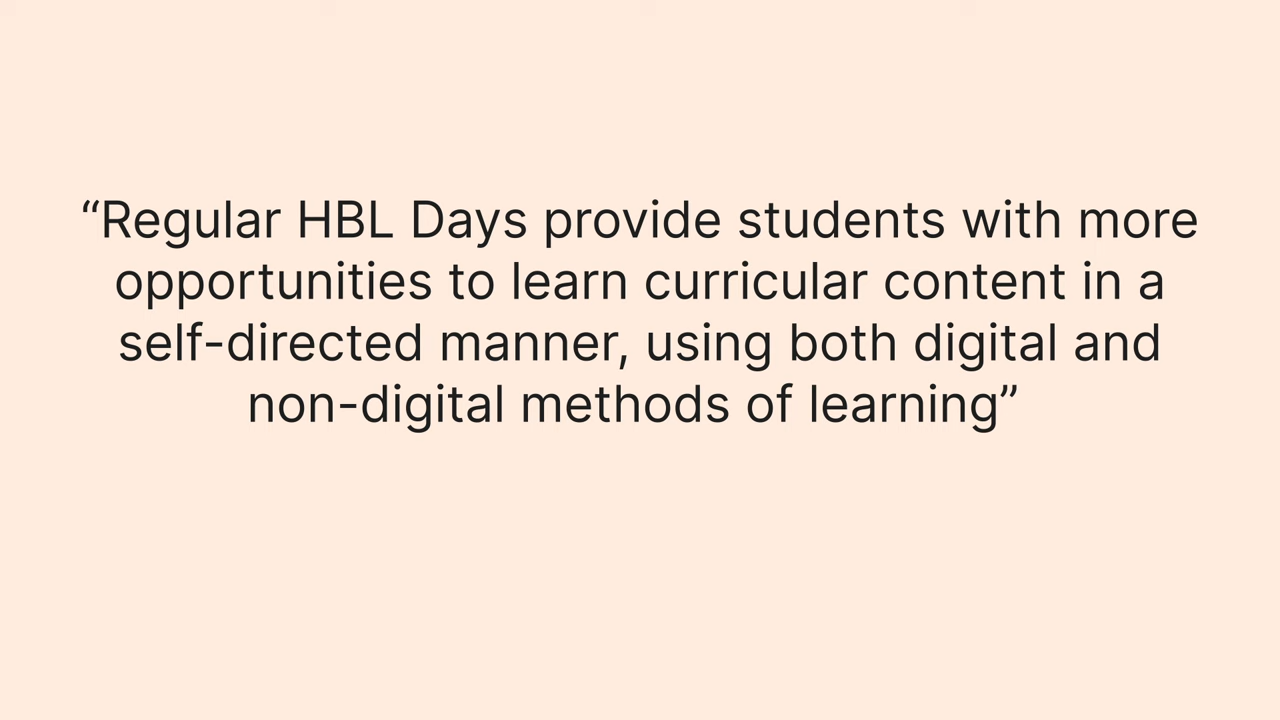 “Regular HBL Days provide students with more
opportunities to learn curricular content in a
self-directed manner, using both digital and
non-digital methods of learning”